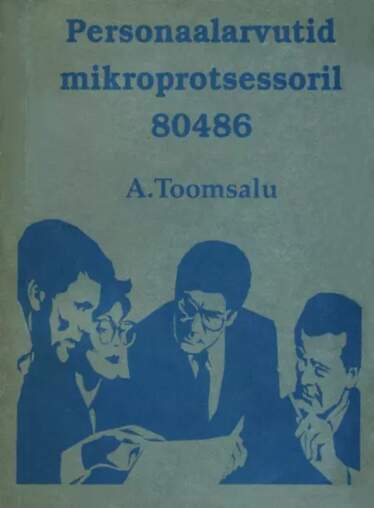 Personaalarvutid
mikroprotsessoril
80486
A.Toomsalu